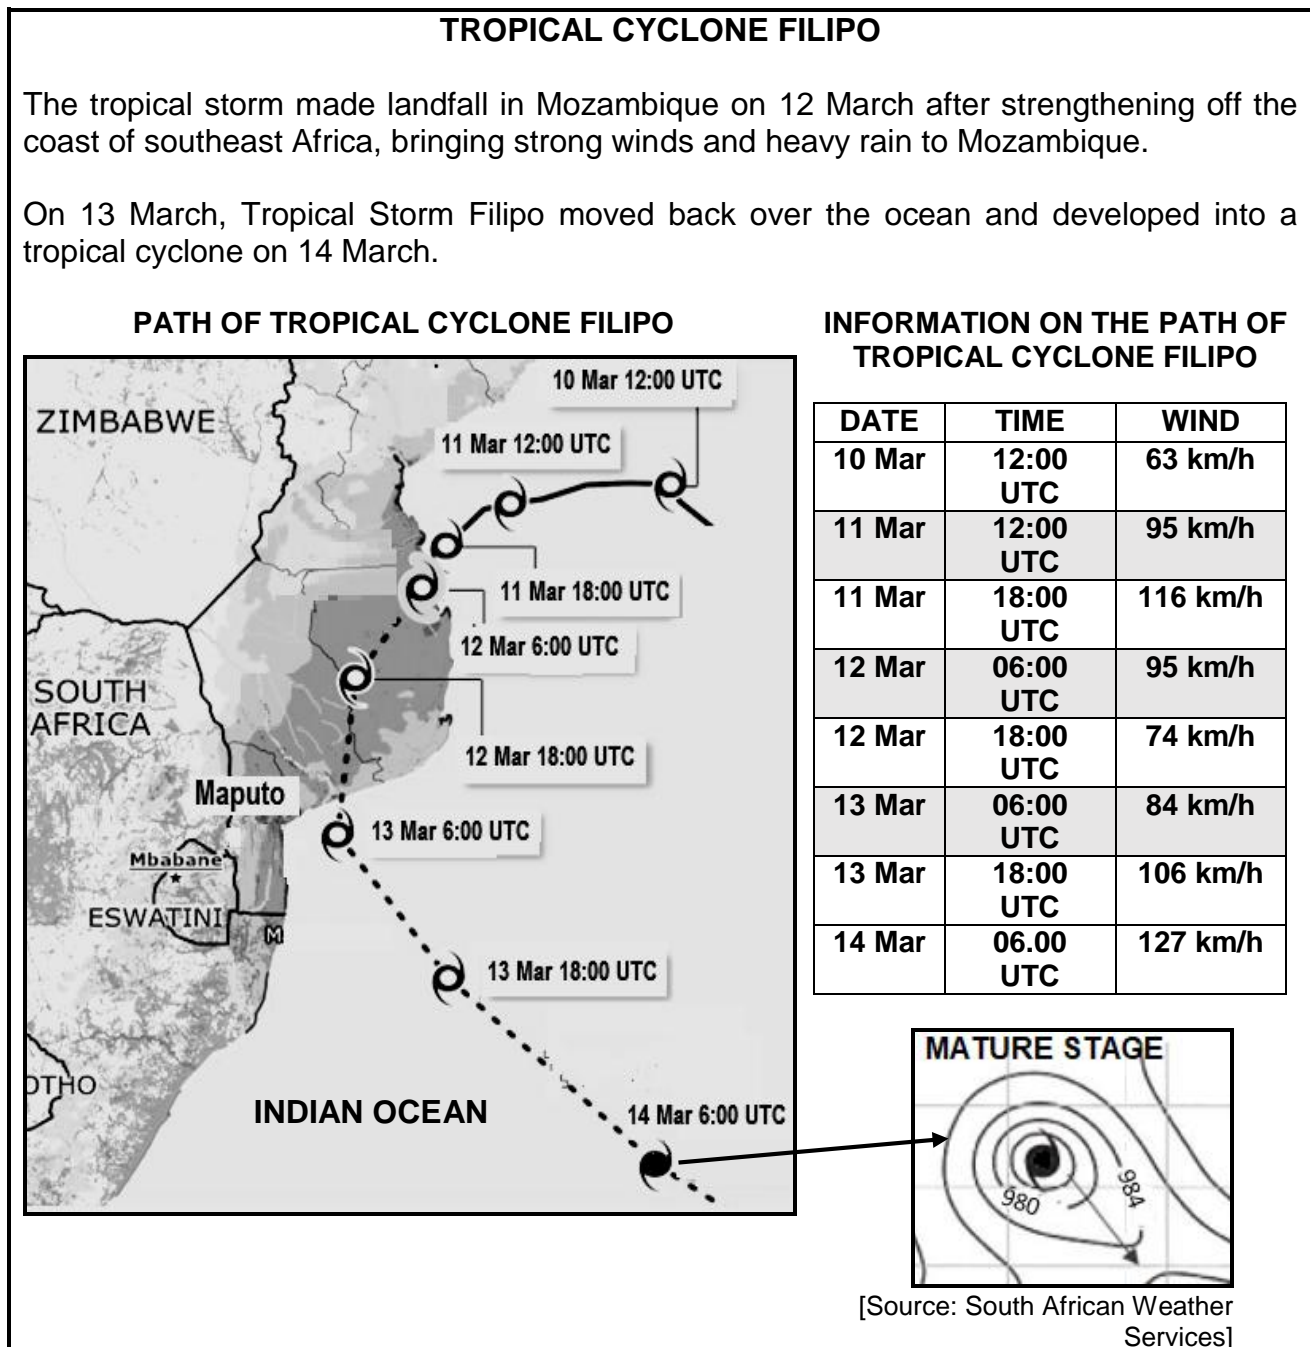 TROPICAL CYCLONE FILIPO
The tropical storm made landfall in Mozambique on 12 March after strengthening off the
coast of southeast Africa, bringing strong winds and heavy rain to Mozambique.
On 13 March, Tropical Storm Filipo moved back over the ocean and developed into a
tropical cyclone on 14 March.
PATH OF TROPICAL CYCLONE FILIPO
10 Mar 12:00 UTC
ZIMBABWE
11 Mar 12:00 UTC
11 Mar 18:00 UTC
12 Mar 6:00 UTC
SOUTH
AFRICA
12 Mar 18:00 UTC
Maputo
13 Mar 6:00 UTC
Mbabane
ESWATINI
M
13 Mar 18:00 UTC
OTHO
INDIAN OCEAN
14 Mar 6:00 UTC
INFORMATION ON THE PATH OF
TROPICAL CYCLONE FILIPO
DATE TIME WIND
10 Mar 12:00 63 km/h
UTC
11 Mar 12:00 95 km/h
UTC
11 Mar 18:00 116 km/h
UTC
12 Mar 06:00 95 km/h
UTC
12 Mar 18:00 74 km/h
UTC
13 Mar 06:00 84 km/h
UTC
13 Mar 18:00 106 km/h
UTC
14 Mar 06.00 127 km/h
UTC
MATURE STAGE
980
984
[Source: South African Weather
Services]